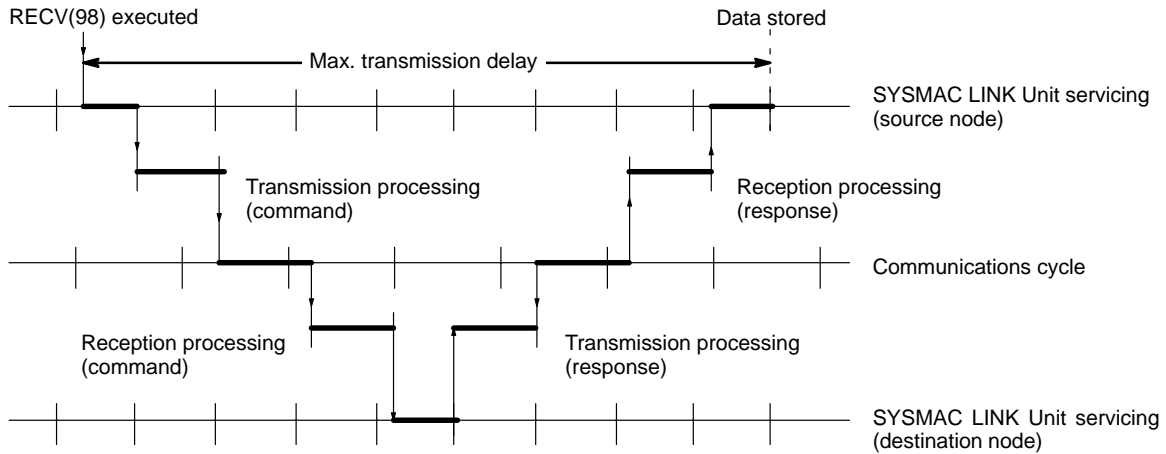 RECV(98) executed
Data stored
Max. transmission delay
SYSMAC LINK Unit servicing
(source node)
Transmission processing
(command)
Reception processing
(response)
Communications cycle
Reception processing
(command)
Transmission processing
(response)
SYSMAC LINK Unit servicing
(destination node)